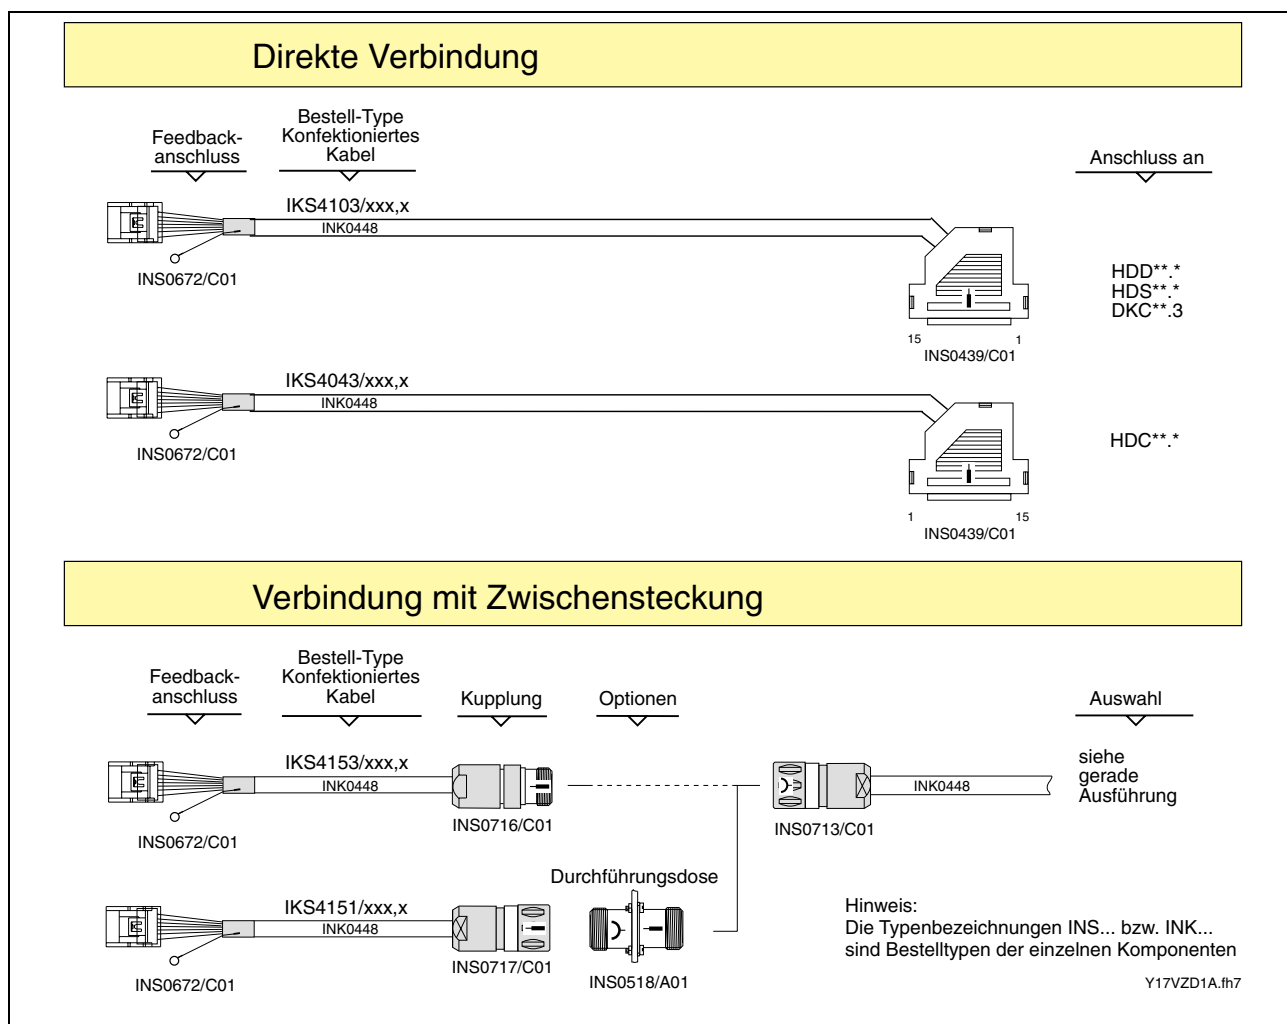 Direkte Verbindung
Feedback-
anschluss
Bestell-Type
Konfektioniertes
Kabel
Anschluss an
IKS4103/xxx,x
INK0448
INS0672/C01
HDD**.*
HDS**.*
DKC**.3
15
1
INS0439/C01
IKS4043/xxx,x
INK0448
INS0672/C01
HDC**.*
1
15
INS0439/C01
Verbindung mit Zwischensteckung
Feedback-
anschluss
Bestell-Type
Konfektioniertes
Kabel
Kupplung
Optionen
Auswahl
IKS4153/xxx,x
INK0448
INS0672/C01
INS0716/C01
INK0448
INS0713/C01
siehe
gerade
Ausführung
IKS4151/xxx,x
INK0448
INS0672/C01
INS0717/C01
Durchführungsdose
INS0518/A01
Hinweis:
Die Typenbezeichnungen INS... bzw. INK...
sind Bestelltypen der einzelnen Komponenten
Y17VZD1A.fh7